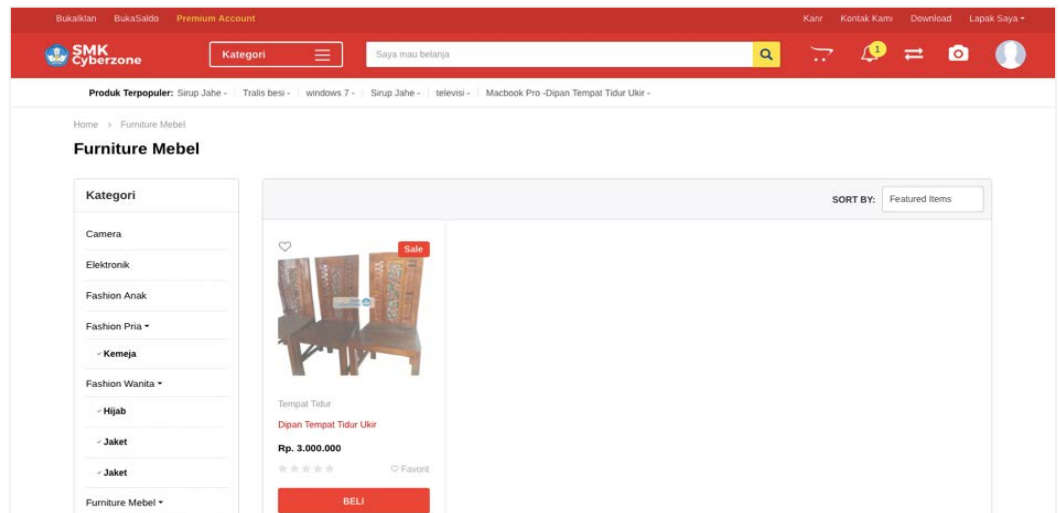 BukaIklan BukaSaldo Premium Account Karir Kontak Kami Download Lapak Saya
SMK Cyberzone
Kategori
Saya mau belanja
1
Produk Terpopuler: Sirup Jahe - Tralis besi - windows 7 - Sirup Jahe - televisi - Macbook Pro -Dipan Tempat Tidur Ukir -
Home > Furniture Mebel
Furniture Mebel
Kategori
SORT BY: Featured Items
Camera
Elektronik
Fashion Anak
Fashion Pria
Kemeja
Fashion Wanita
Hijab
Jaket
Jaket
Furniture Mebel
Sale
Tempat Tidur
Dipan Tempat Tidur Ukir
Rp. 3.000.000
Favorit
BELI